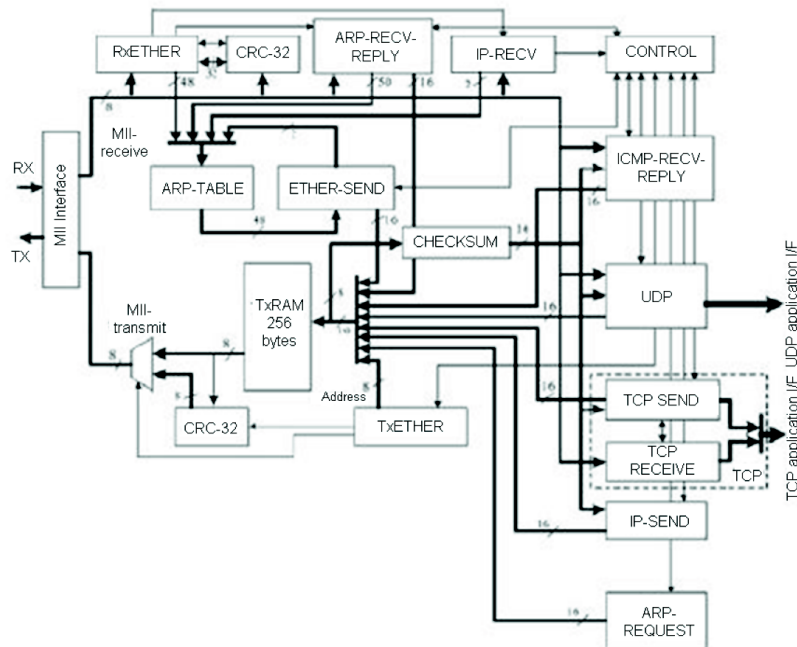 RxETHER
CRC-32
ARP-RECV-
REPLY
IP-RECV
CONTROL
32
48
50
16
5
8
MII-
receive
RX
TX
MII Interface
ARP-TABLE
ETHER-SEND
48
16
ICMP-RECV-
REPLY
16
CHECKSUM
14
UDP
16
UDP application I/F
MII-
transmit
TxRAM
256
bytes
8
8
8
8
Address
8
16
CRC-32
TxETHER
TCP SEND
TCP
RECEIVE
TCP
TCP application I/F
IP-SEND
16
ARP-
REQUEST
16